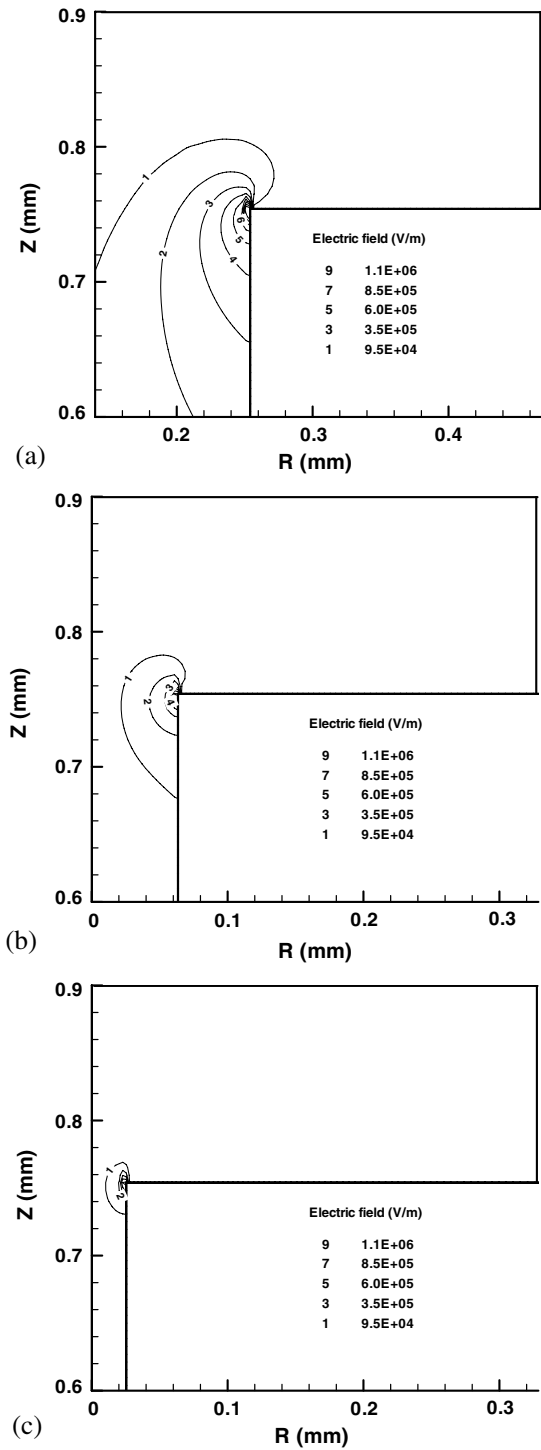 0.9
0.8
0.7
0.6
Z (mm)
1
2
3
4
5
6
Electric field (V/m)
9 1.1E+06
7 8.5E+05
5 6.0E+05
3 3.5E+05
1 9.5E+04
0.2 0.3 0.4
R (mm)
(a)
0.9
0.8
0.7
0.6
Z (mm)
1
2
3
4
Electric field (V/m)
9 1.1E+06
7 8.5E+05
5 6.0E+05
3 3.5E+05
1 9.5E+04
0 0.1 0.2 0.3
R (mm)
(b)
0.9
0.8
0.7
0.6
Z (mm)
1
2
Electric field (V/m)
9 1.1E+06
7 8.5E+05
5 6.0E+05
3 3.5E+05
1 9.5E+04
0 0.1 0.2 0.3
R (mm)
(c)